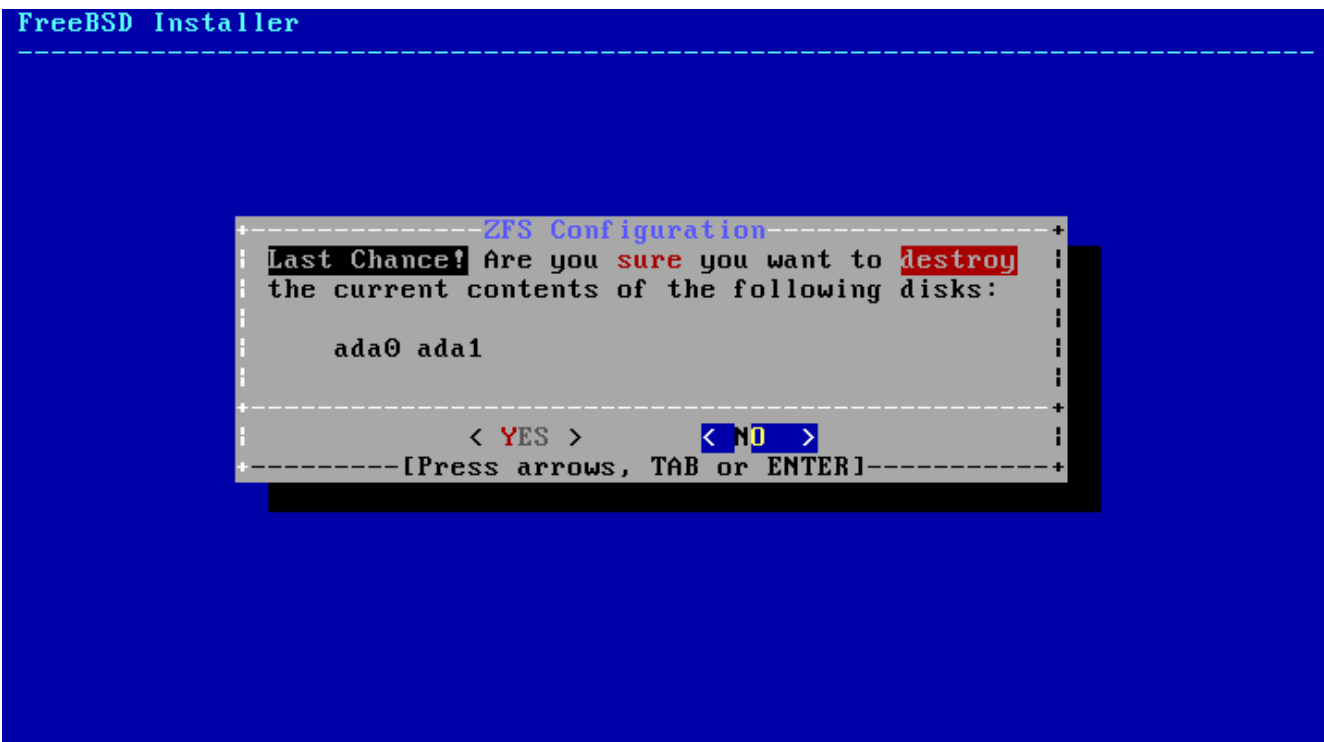 FreeBSD Installer
ZFS Configuration
Last Chance! Are you sure you want to destroy
the current contents of the following disks:
ada0 ada1
< YES > < NO >
[Press arrows, TAB or ENTER]